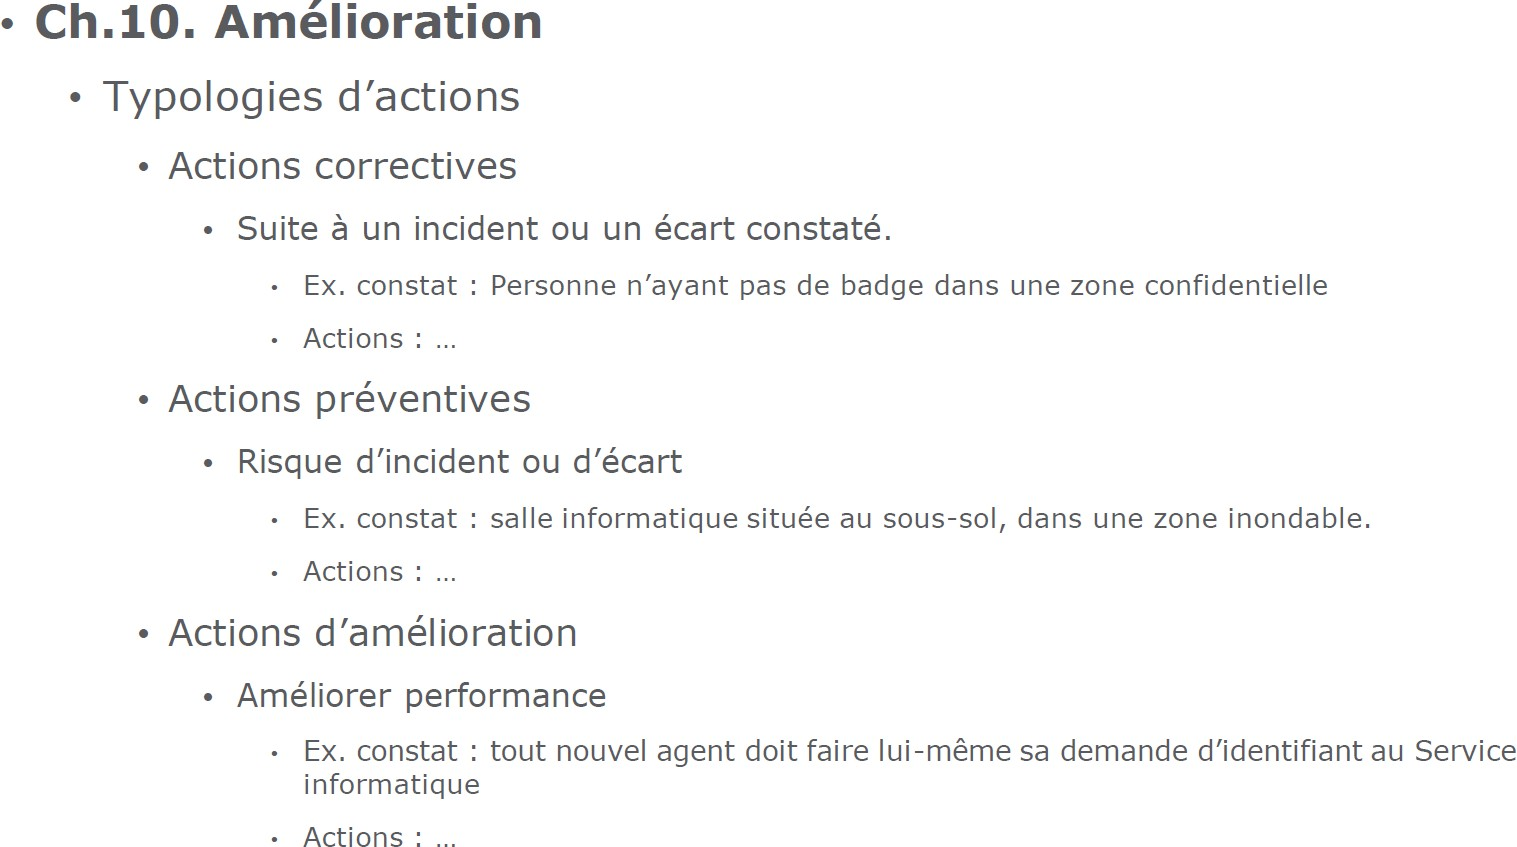 • Ch.10. Amélioration
• Typologies d’actions
• Actions correctives
• Suite à un incident ou un écart constaté.
• Ex. constat : Personne n’ayant pas de badge dans une zone confidentielle
• Actions : …
• Actions préventives
• Risque d’incident ou d’écart
• Ex. constat : salle informatique située au sous-sol, dans une zone inondable.
• Actions : …
• Actions d’amélioration
• Améliorer performance
• Ex. constat : tout nouvel agent doit faire lui-même sa demande d’identifiant au Service
informatique
• Actions : …